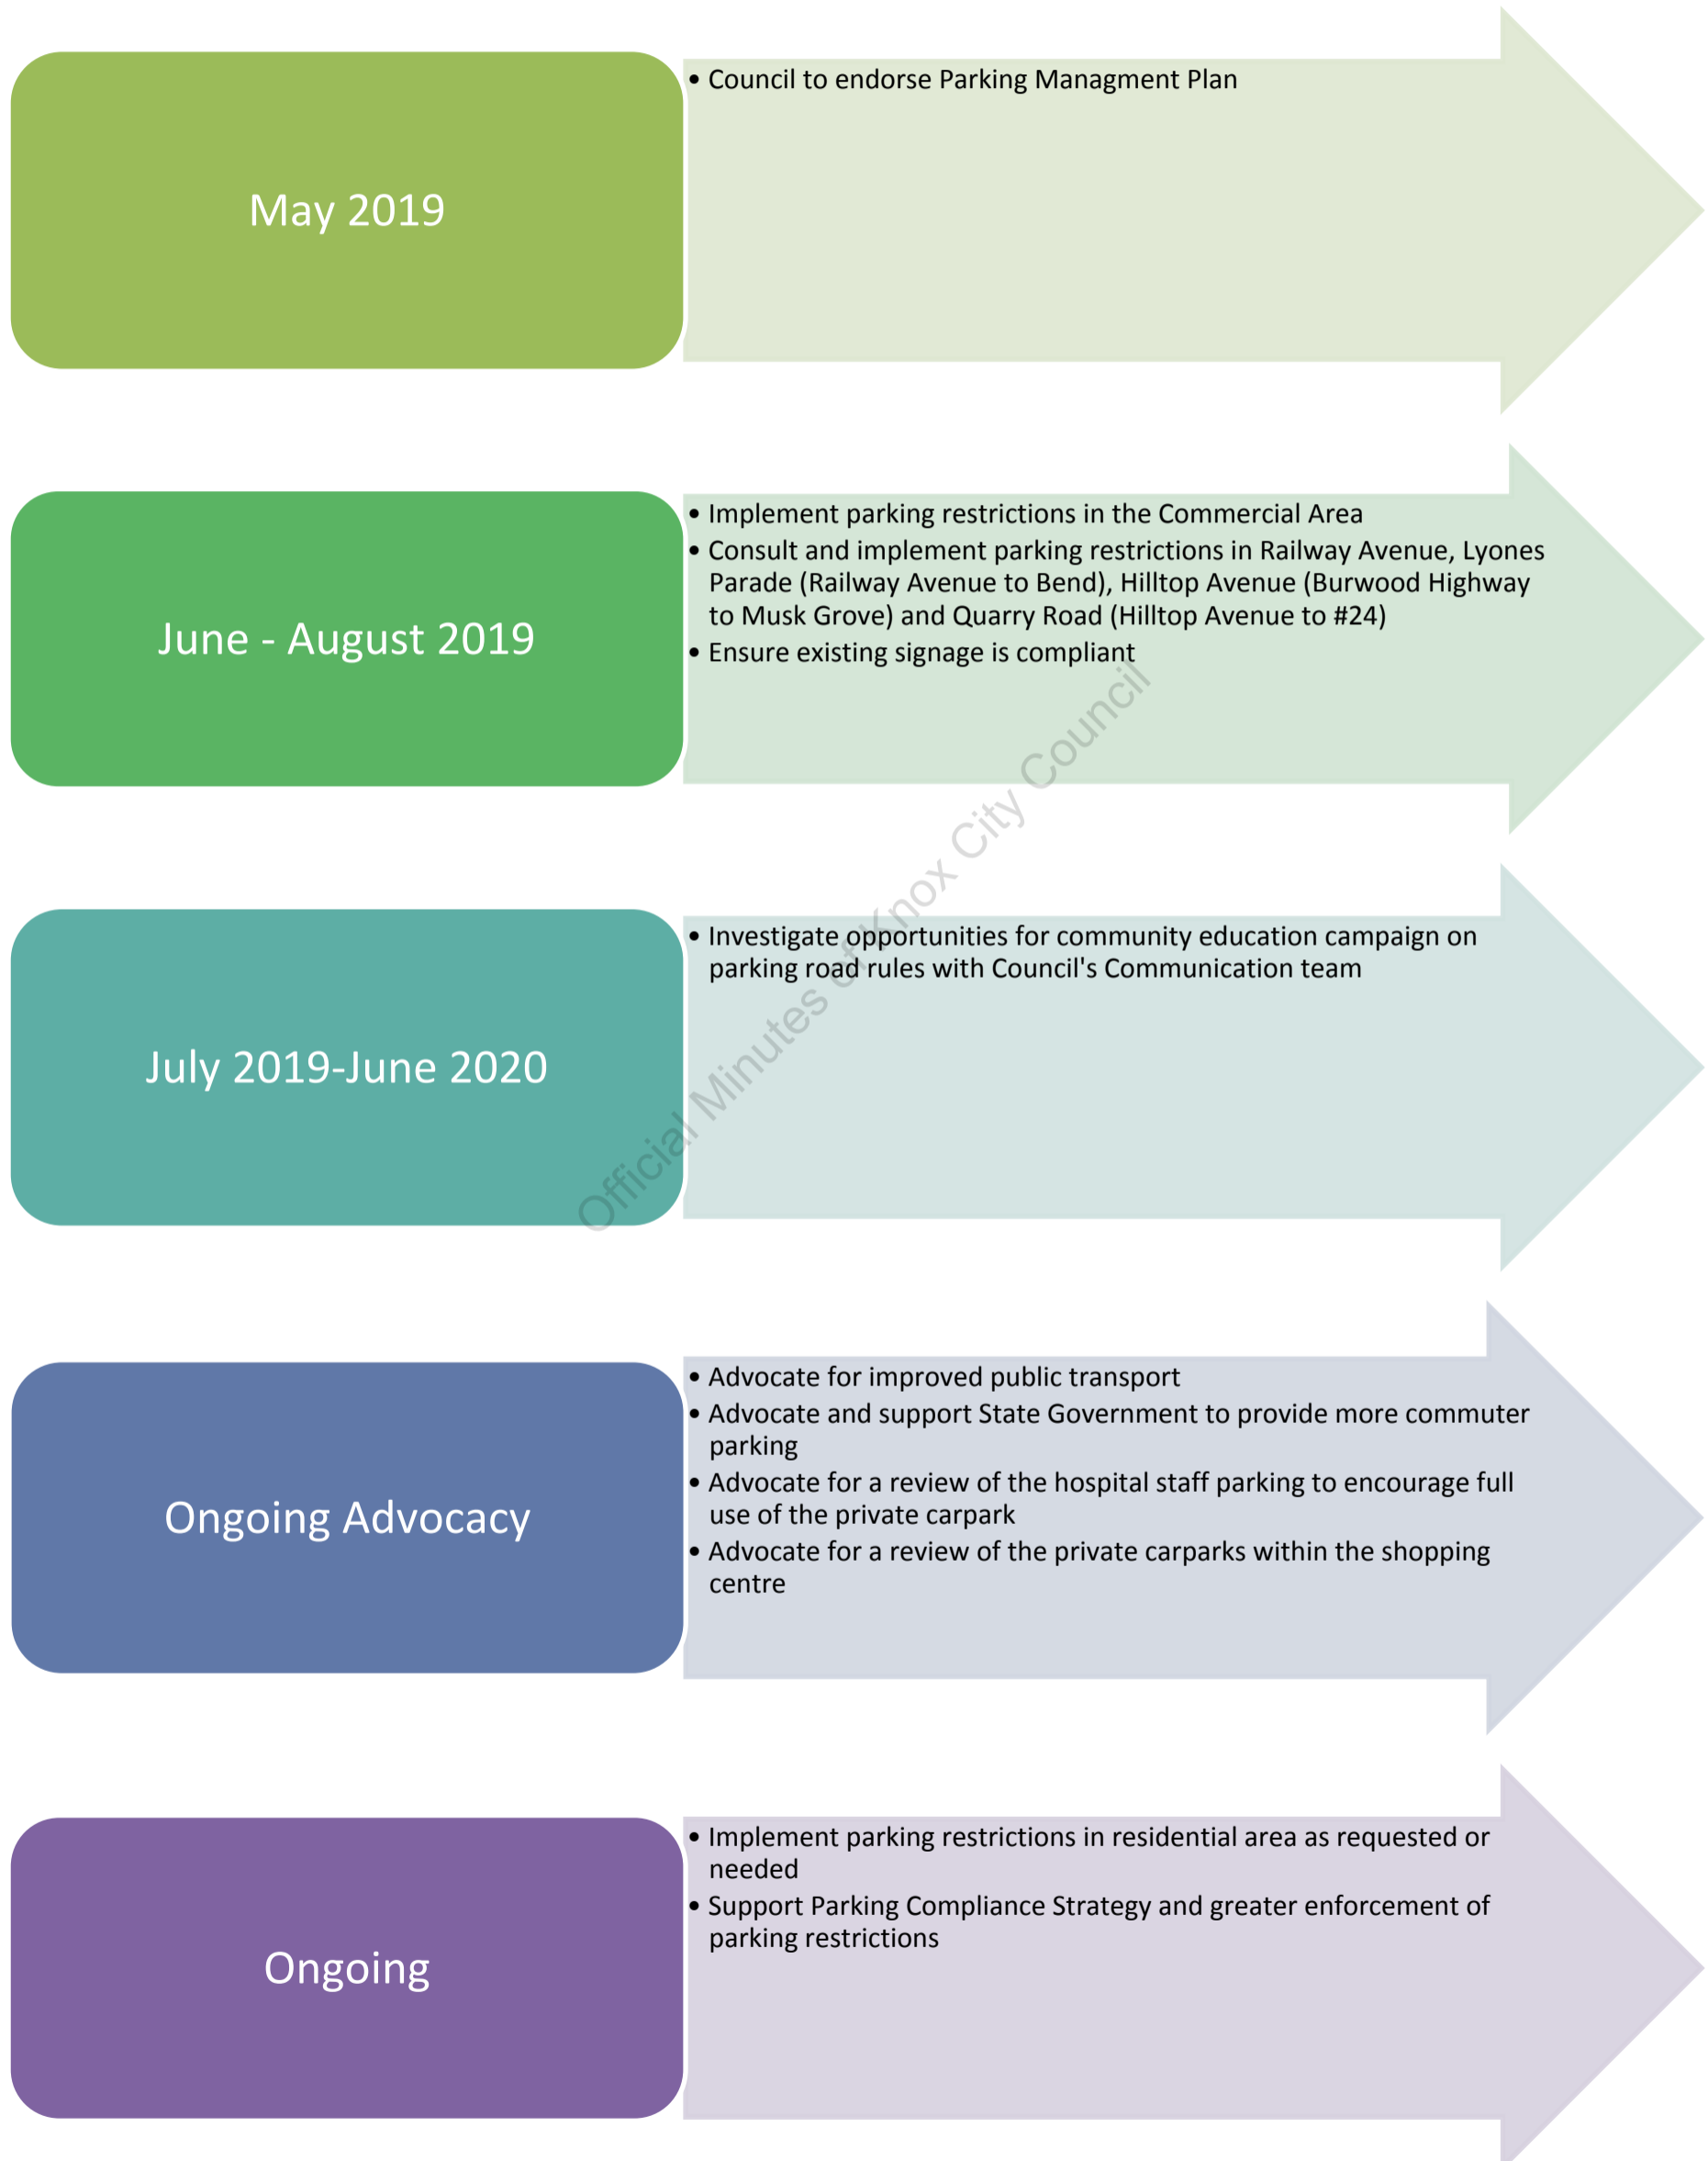 May 2019
• Council to endorse Parking Managment Plan
June - August 2019
• Implement parking restrictions in the Commercial Area
• Consult and implement parking restrictions in Railway Avenue, Lyones
Parade (Railway Avenue to Bend), Hilltop Avenue (Burwood Highway
to Musk Grove) and Quarry Road (Hilltop Avenue to #24)
• Ensure existing signage is compliant
July 2019-June 2020
• Investigate opportunities for community education campaign on
parking road rules with Council's Communication team
Official Minutes of Knox City Council
Ongoing Advocacy
• Advocate for improved public transport
• Advocate and support State Government to provide more commuter
parking
• Advocate for a review of the hospital staff parking to encourage full
use of the private carpark
• Advocate for a review of the private carparks within the shopping
centre
Ongoing
• Implement parking restrictions in residential area as requested or
needed
• Support Parking Compliance Strategy and greater enforcement of
parking restrictions